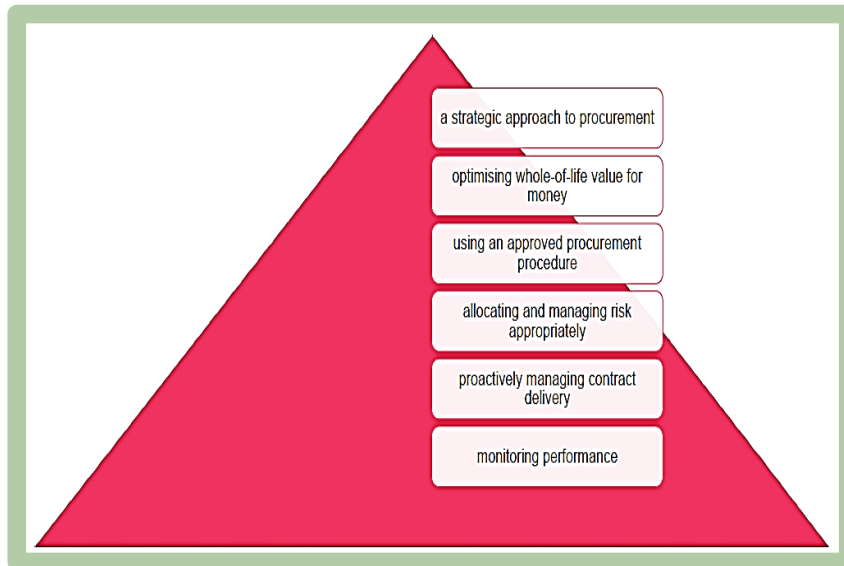 a strategic approach to procurement
optimising whole-of-life value for
money
using an approved procurement
procedure
allocating and managing risk
appropriately
proactively managing contract
delivery
monitoring performance